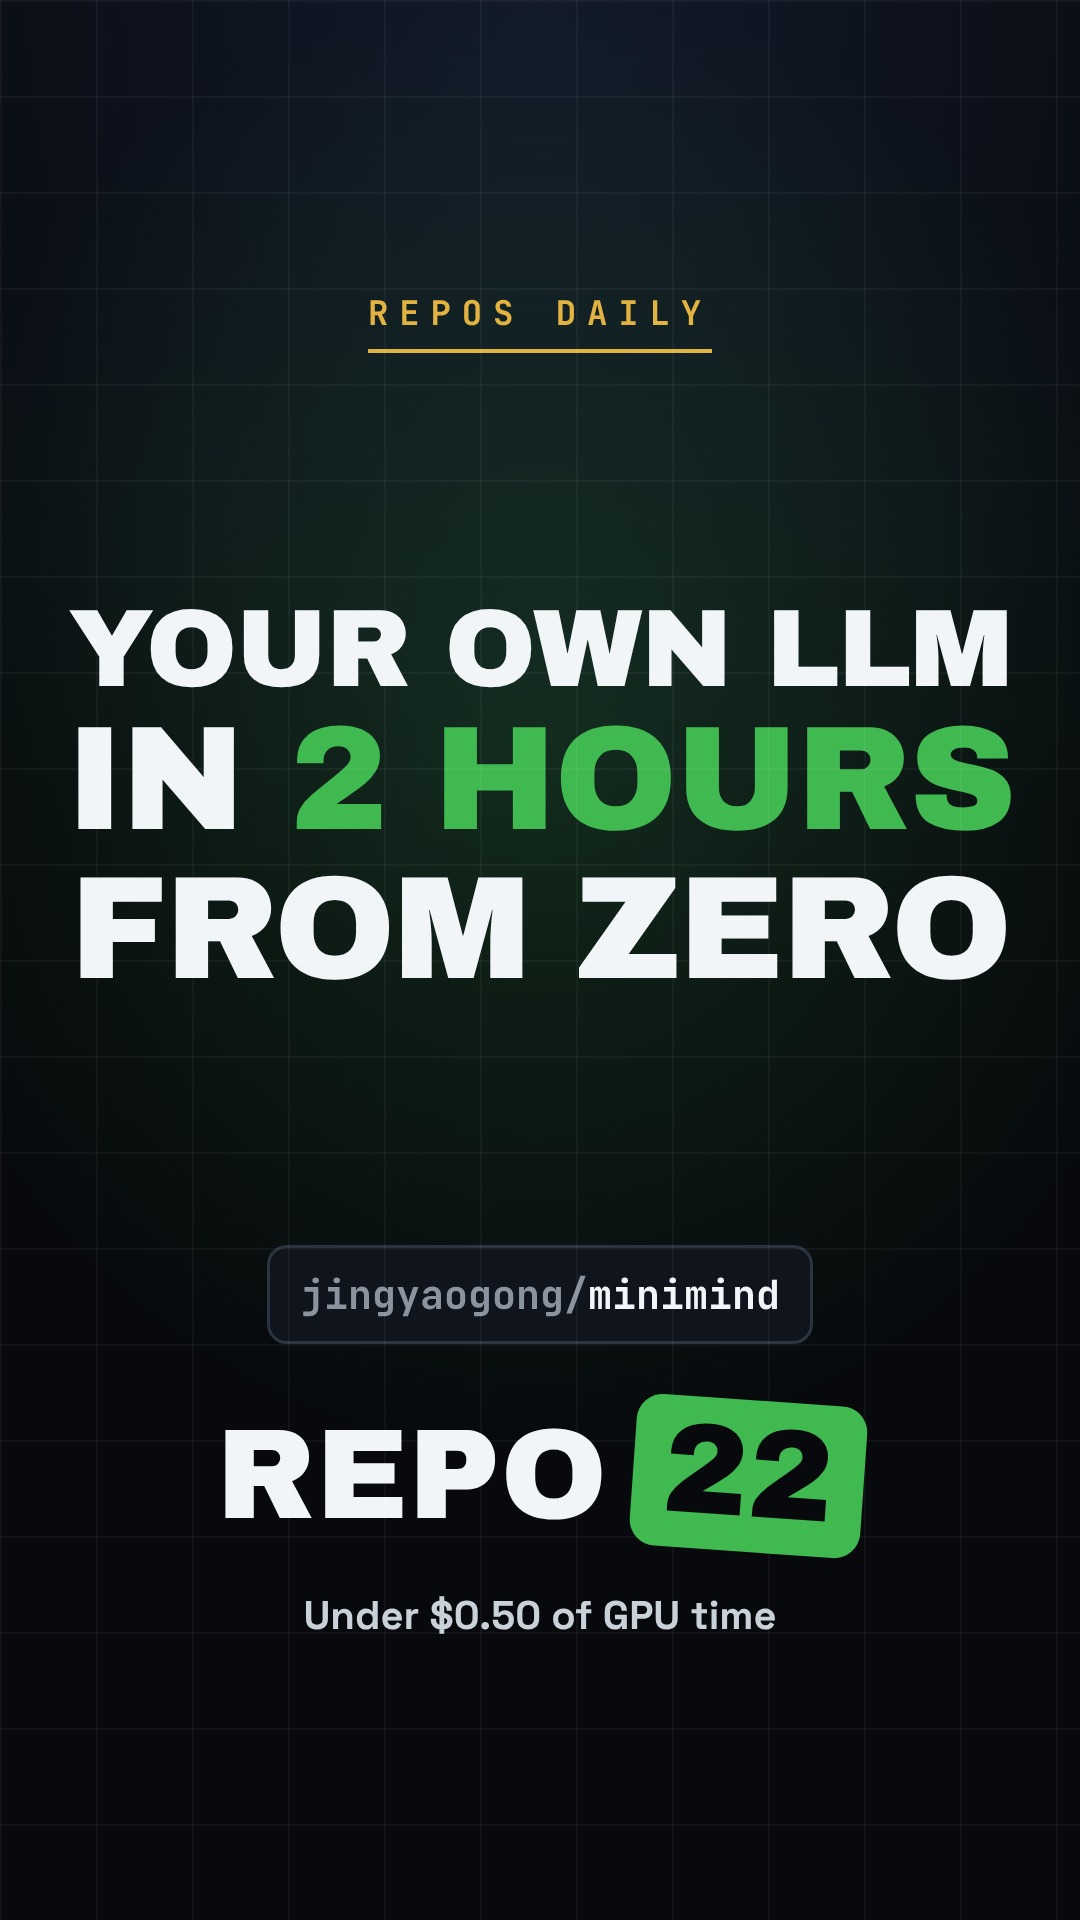 REPOS DAILY
YOUR OWN LLM
IN 2 HOURS
FROM ZERO
jingyaogong/minimind
REPO 22
Under $0.50 of GPU time